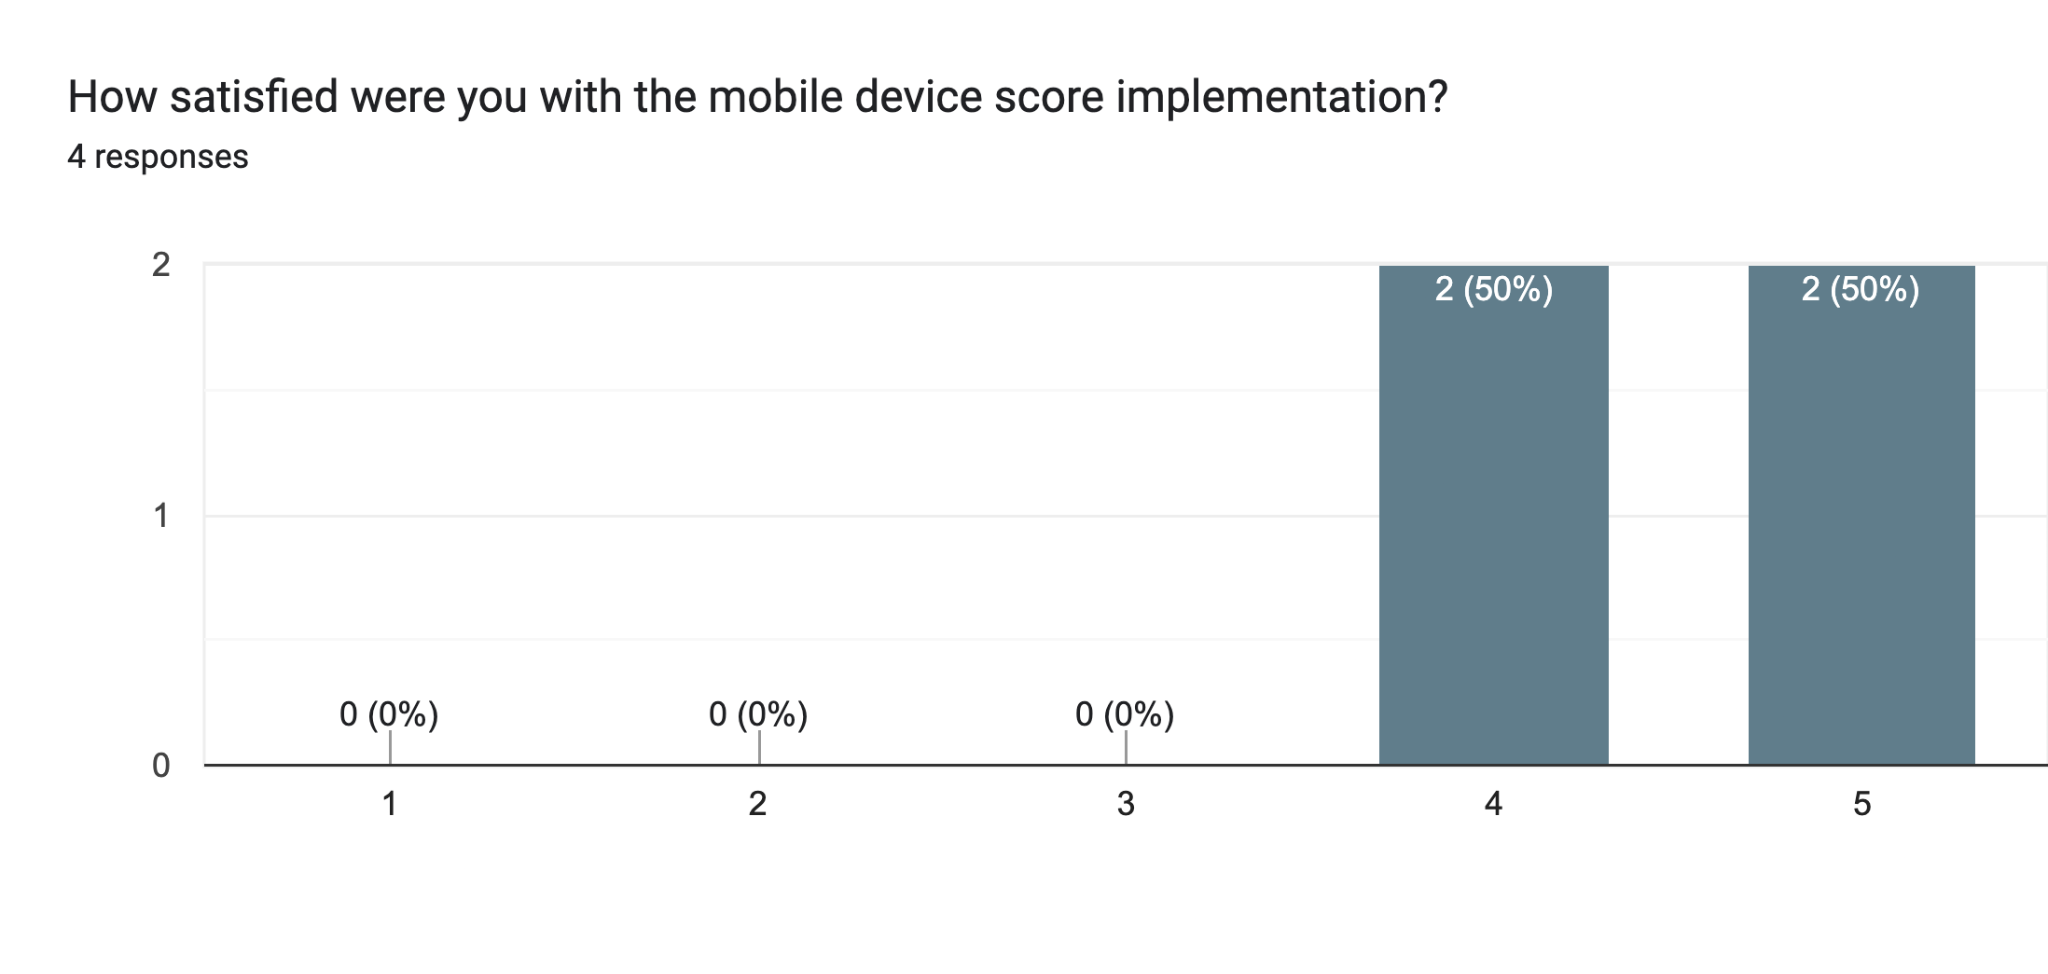 How satisfied were you with the mobile device score implementation?
4 responses
2
2 (50%) 2 (50%)
1
0 (0%) 0 (0%) 0 (0%)
0
1 2 3 4 5